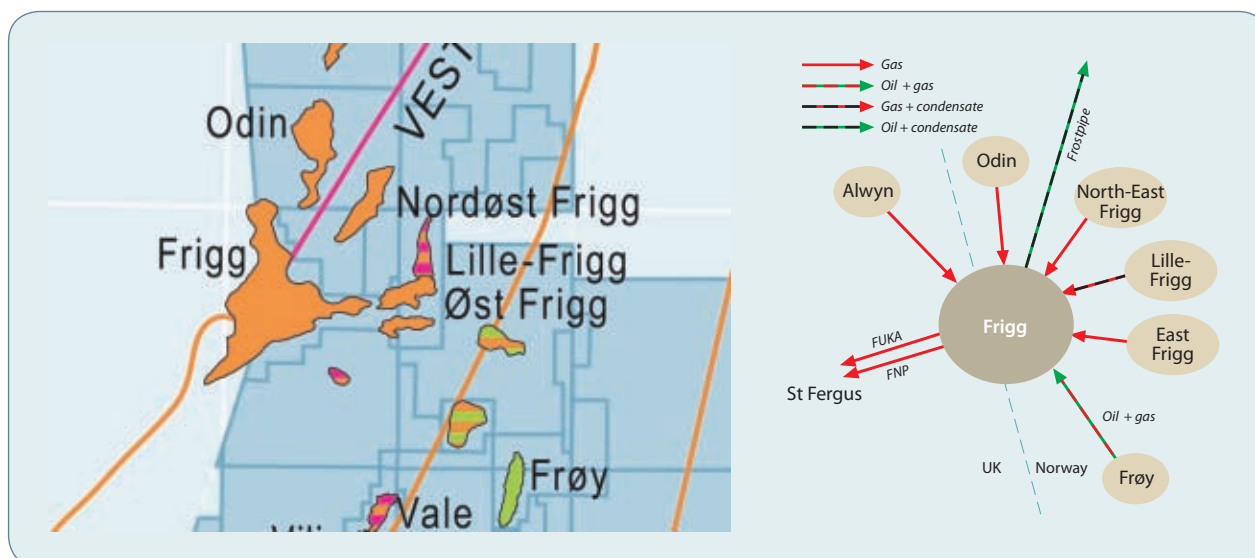 VEST
Odin
Nordøst Frigg
Frigg
Lille-Frigg
Øst Frigg
Frøy
Vale
Gas
Oil + gas
Gas + condensate
Oil + condensate
Frostpipe
Odin
Alwyn
North-East
Frigg
Lille-
Frigg
Frigg
East
Frigg
FUKA
FNP
St Fergus
Oil + gas
UK
Norway
Frøy